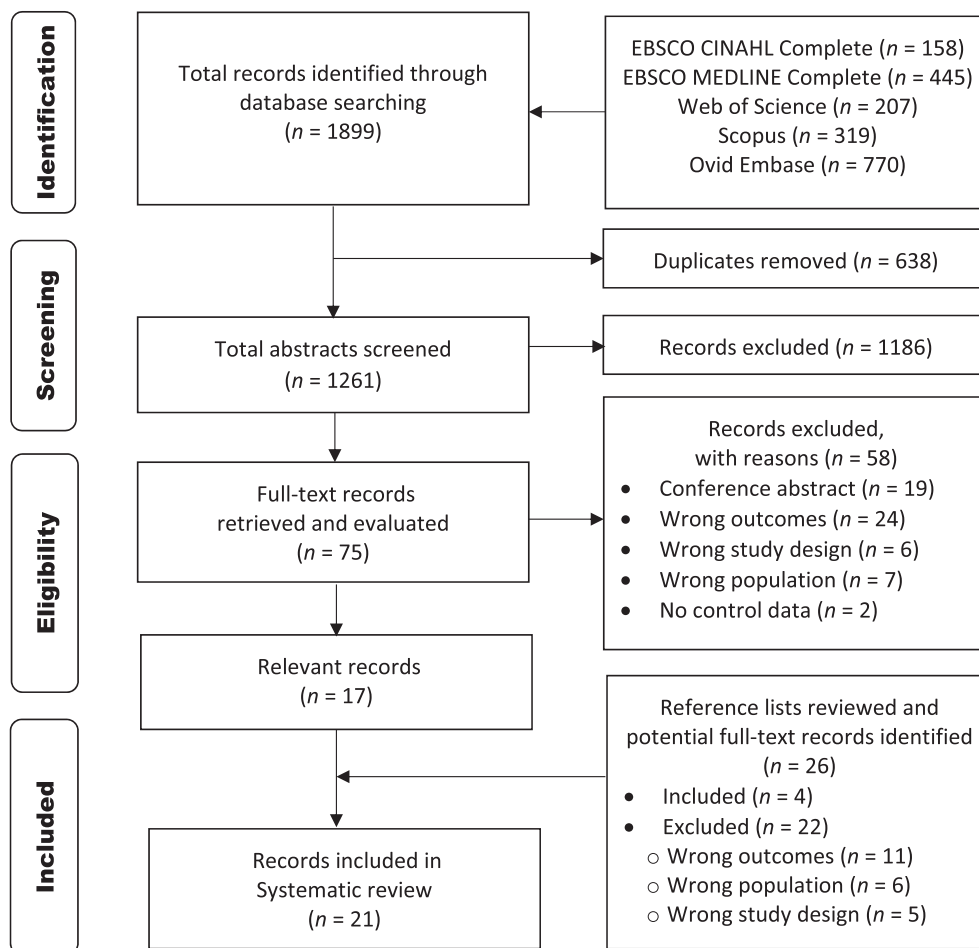 Identification
Total records identified through
database searching
(n = 1899)
EBSCO CINAHL Complete (n = 158)
EBSCO MEDLINE Complete (n = 445)
Web of Science (n = 207)
Scopus (n = 319)
Ovid Embase (n = 770)
Screening
Duplicates removed (n = 638)
Total abstracts screened
(n = 1261)
Records excluded (n = 1186)
Eligibility
Full-text records
retrieved and evaluated
(n = 75)
Records excluded,
with reasons (n = 58)
• Conference abstract (n = 19)
• Wrong outcomes (n = 24)
• Wrong study design (n = 6)
• Wrong population (n = 7)
• No control data (n = 2)
Relevant records
(n = 17)
Included
Reference lists reviewed and
potential full-text records identified
(n = 26)
• Included (n = 4)
• Excluded (n = 22)
○ Wrong outcomes (n = 11)
○ Wrong population (n = 6)
○ Wrong study design (n = 5)
Records included in
Systematic review
(n = 21)